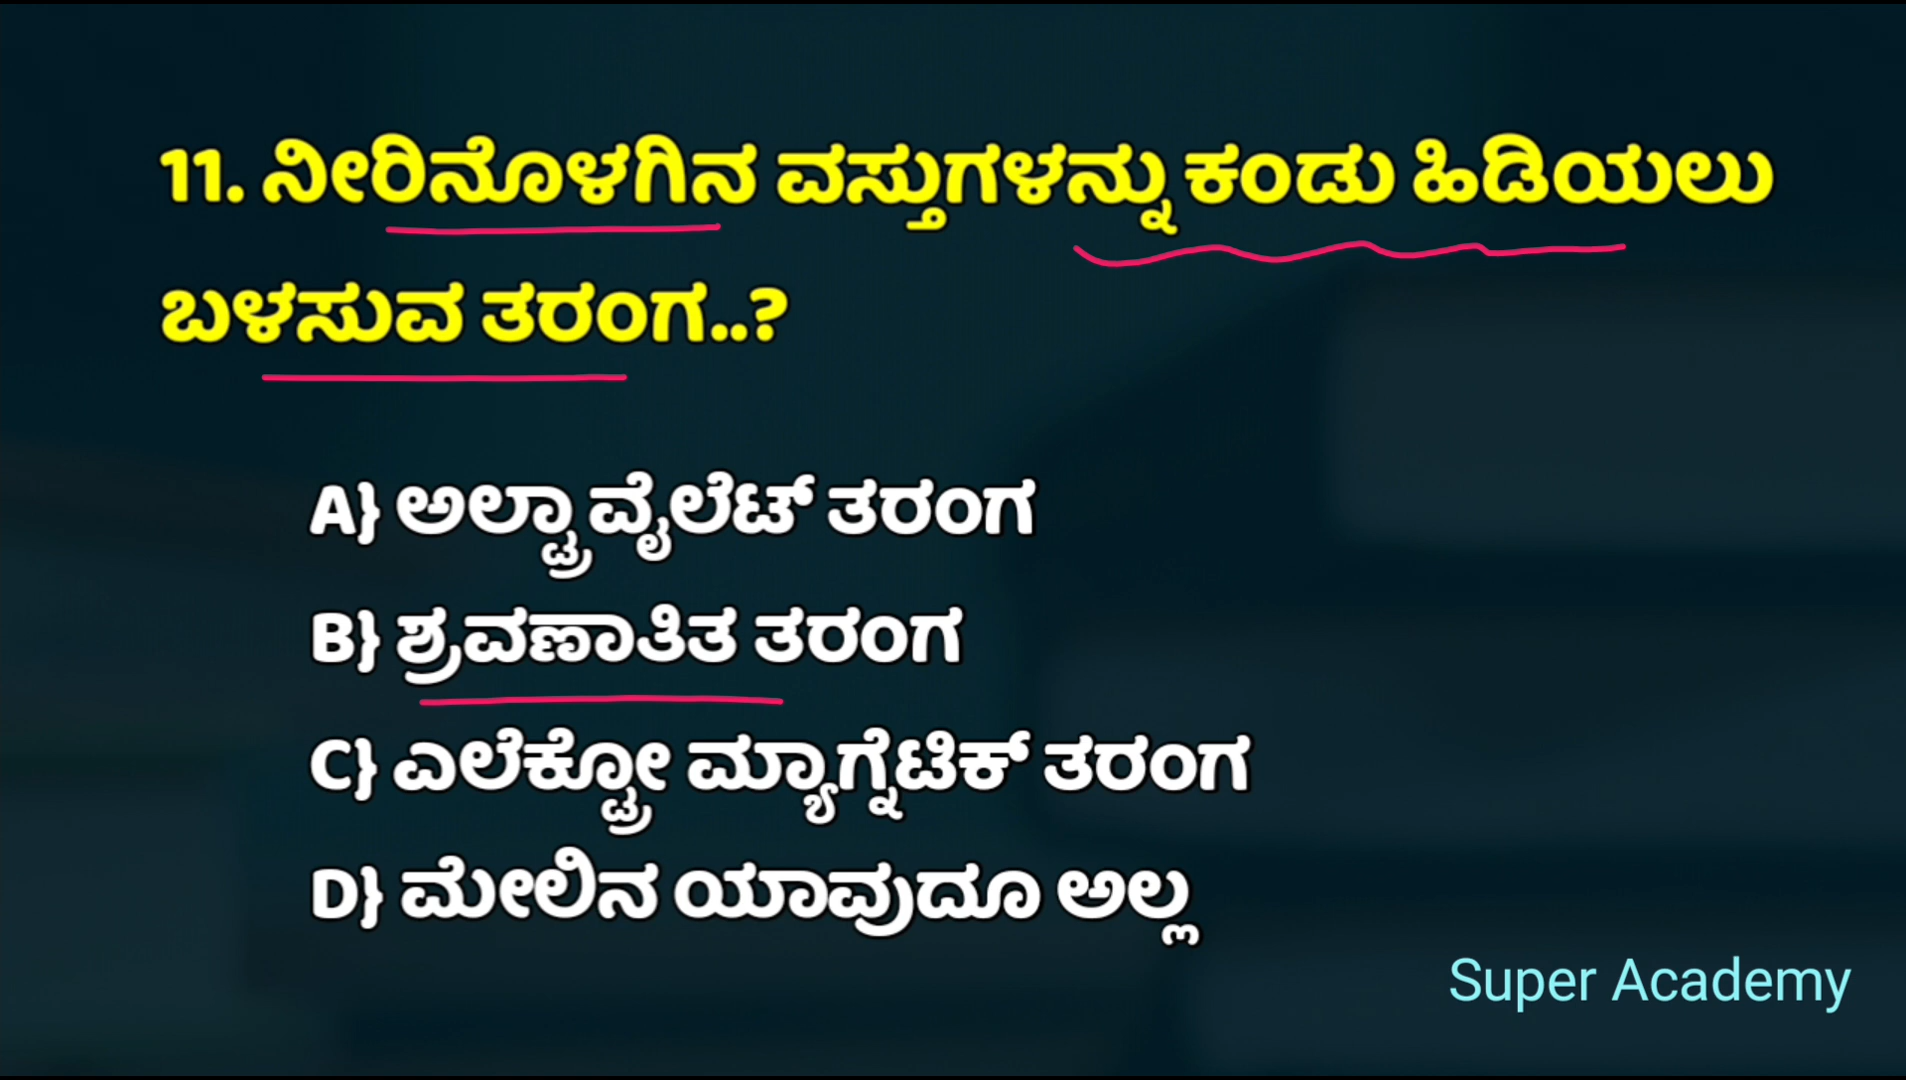 11. ನೀರಿನೊಳಗಿನ ವಸ್ತುಗಳನ್ನು ಕಂಡು ಹಿಡಿಯಲು
ಬಳಸುವ ತರಂಗ..?
A} ಅಲ್ಟ್ರಾವೈಲೆಟ್ ತರಂಗ
B} ಶ್ರವಣಾತಿತ ತರಂಗ
C} ಎಲೆಕ್ಟ್ರೋ ಮ್ಯಾಗ್ನೆಟಿಕ್ ತರಂಗ
D} ಮೇಲಿನ ಯಾವುದೂ ಅಲ್ಲ
Super Academy